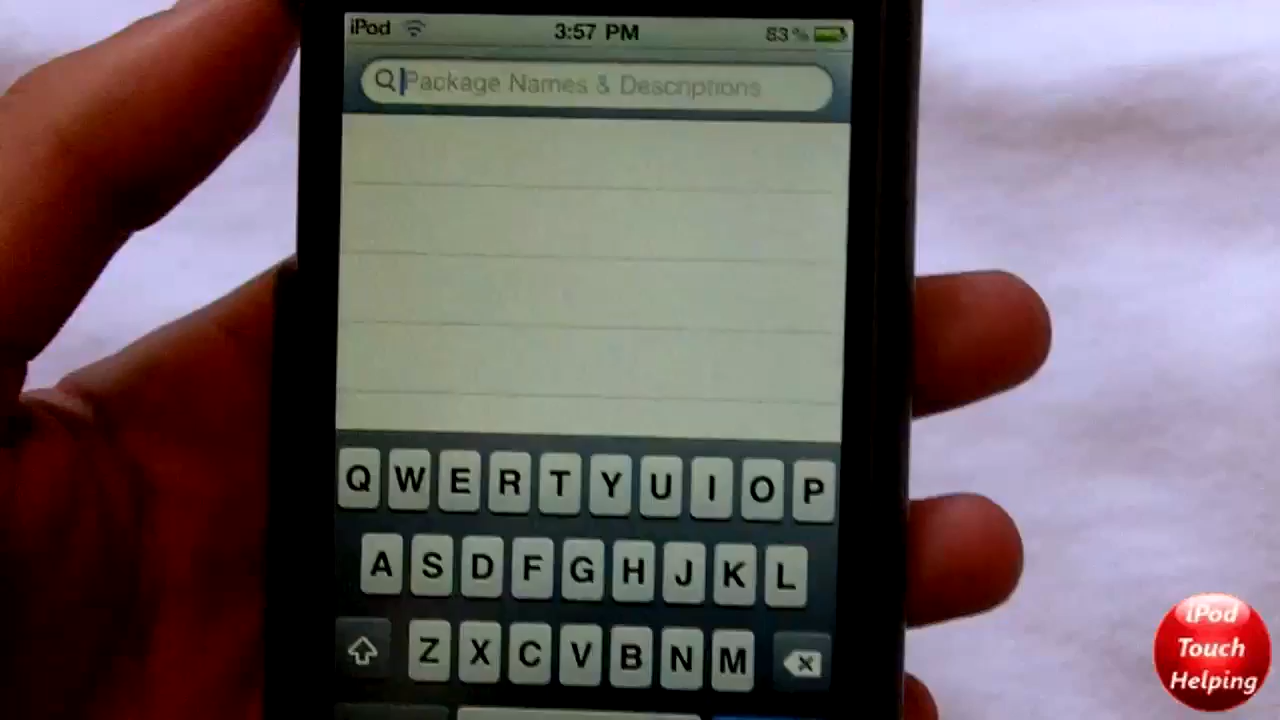 iPod 3:57 PM 83%
Package Names & Descriptions
Q W E R T Y U I O P
A S D F G H J K L
Z X C V B N M
iPod
Touch
Helping